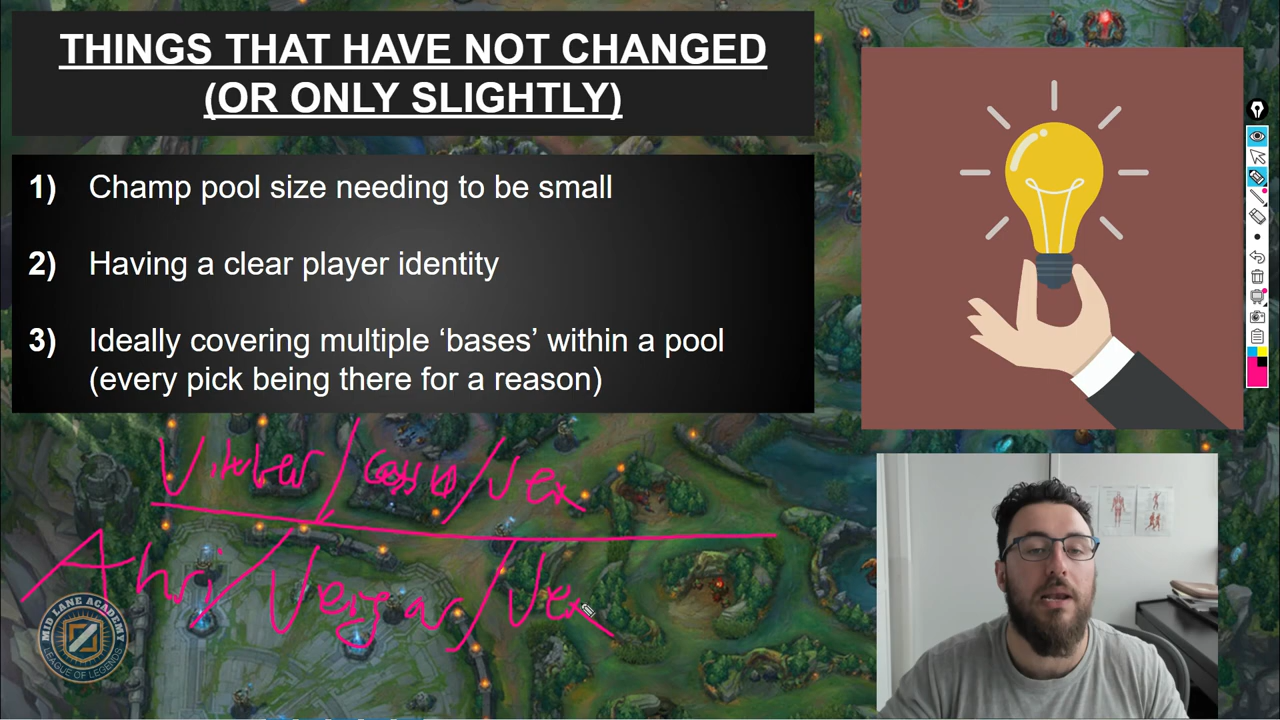 THINGS THAT HAVE NOT CHANGED
(OR ONLY SLIGHTLY)
1) Champ pool size needing to be small
2) Having a clear player identity
3) Ideally covering multiple ‘bases’ within a pool
(every pick being there for a reason)
/ / Vex
Ahri / Veigar / Vex
MID LANE ACADEMY
LEAGUE OF LEGENDS